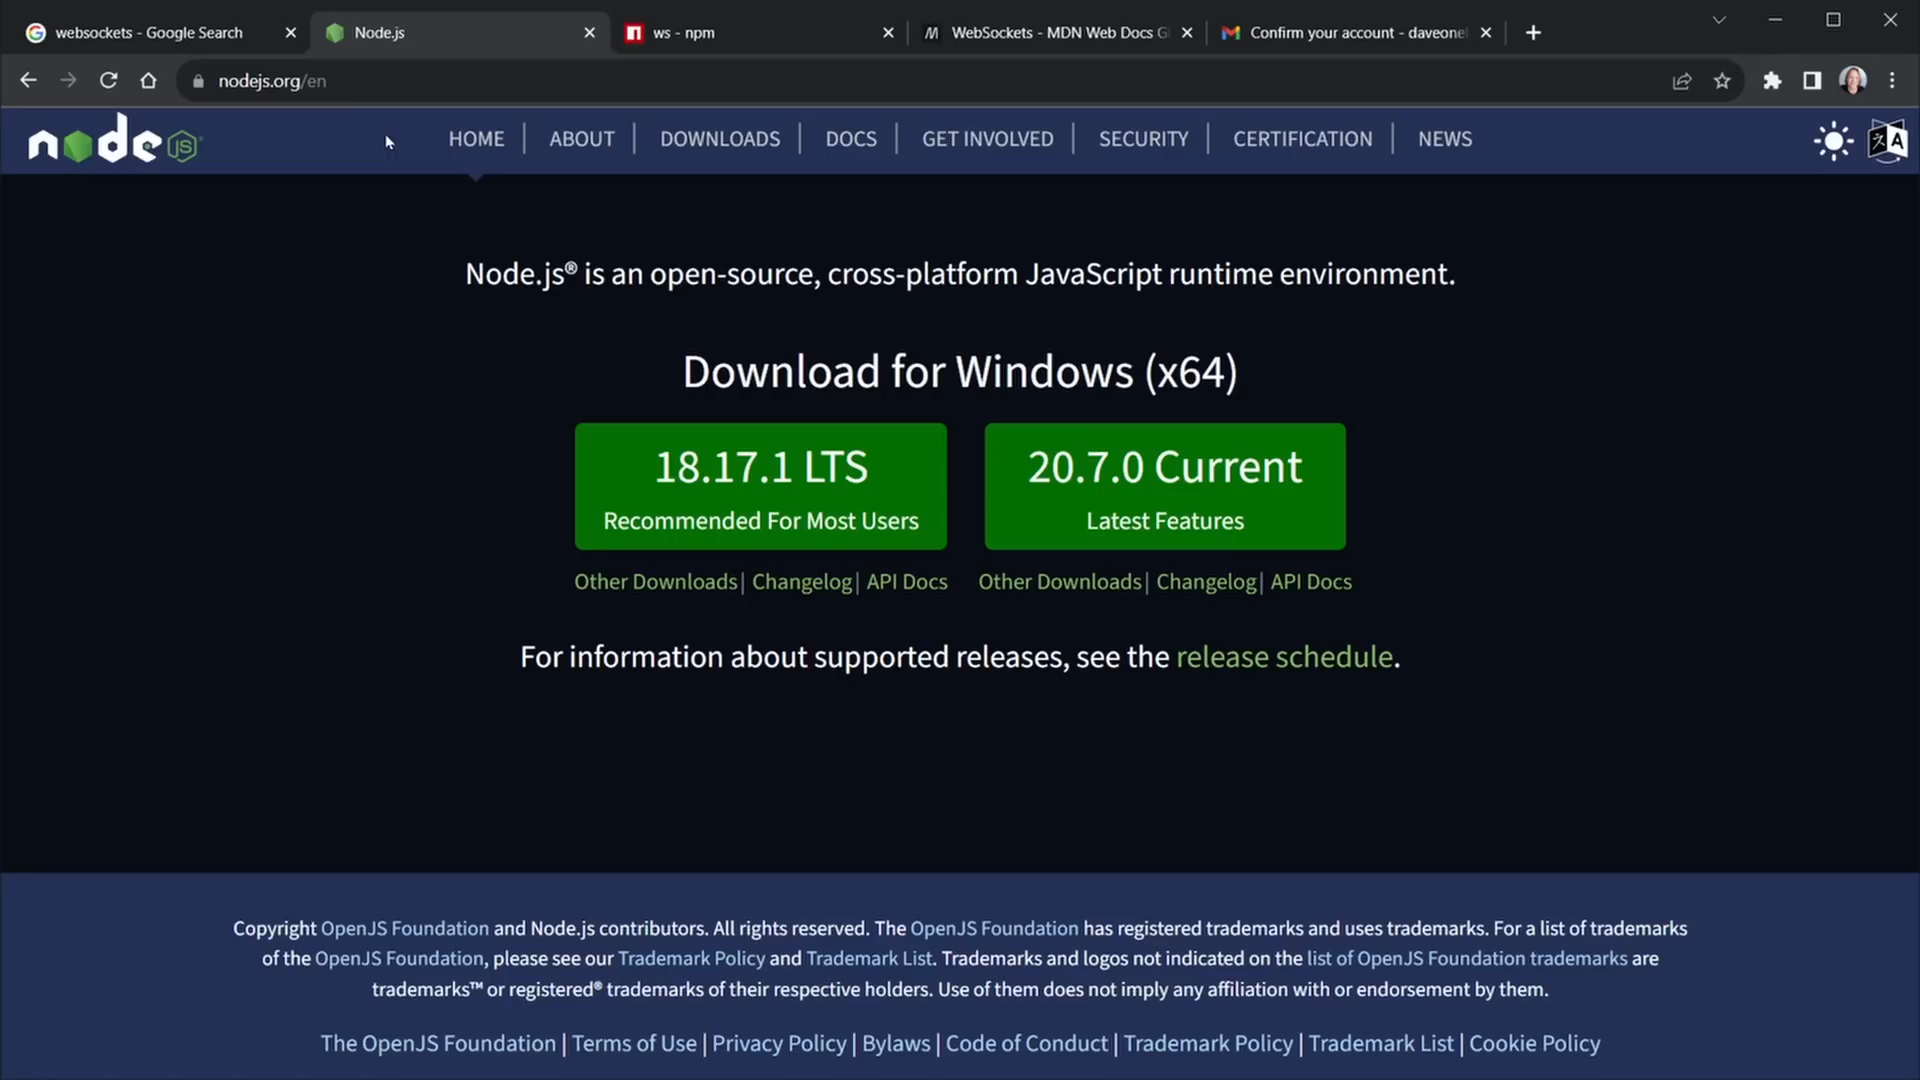 websockets - Google Search
Node.js
ws - npm
WebSockets - MDN Web Docs Gl
Confirm your account - daveonel
nodejs.org/en
node JS
HOME | ABOUT | DOWNLOADS | DOCS | GET INVOLVED | SECURITY | CERTIFICATION | NEWS
Node.js® is an open-source, cross-platform JavaScript runtime environment.
Download for Windows (x64)
18.17.1 LTS
Recommended For Most Users
20.7.0 Current
Latest Features
Other Downloads | Changelog | API Docs
Other Downloads | Changelog | API Docs
For information about supported releases, see the release schedule.
Copyright OpenJS Foundation and Node.js contributors. All rights reserved. The OpenJS Foundation has registered trademarks and uses trademarks. For a list of trademarks
of the OpenJS Foundation, please see our Trademark Policy and Trademark List. Trademarks and logos not indicated on the list of OpenJS Foundation trademarks are
trademarks™ or registered® trademarks of their respective holders. Use of them does not imply any affiliation with or endorsement by them.
The OpenJS Foundation | Terms of Use | Privacy Policy | Bylaws | Code of Conduct | Trademark Policy | Trademark List | Cookie Policy